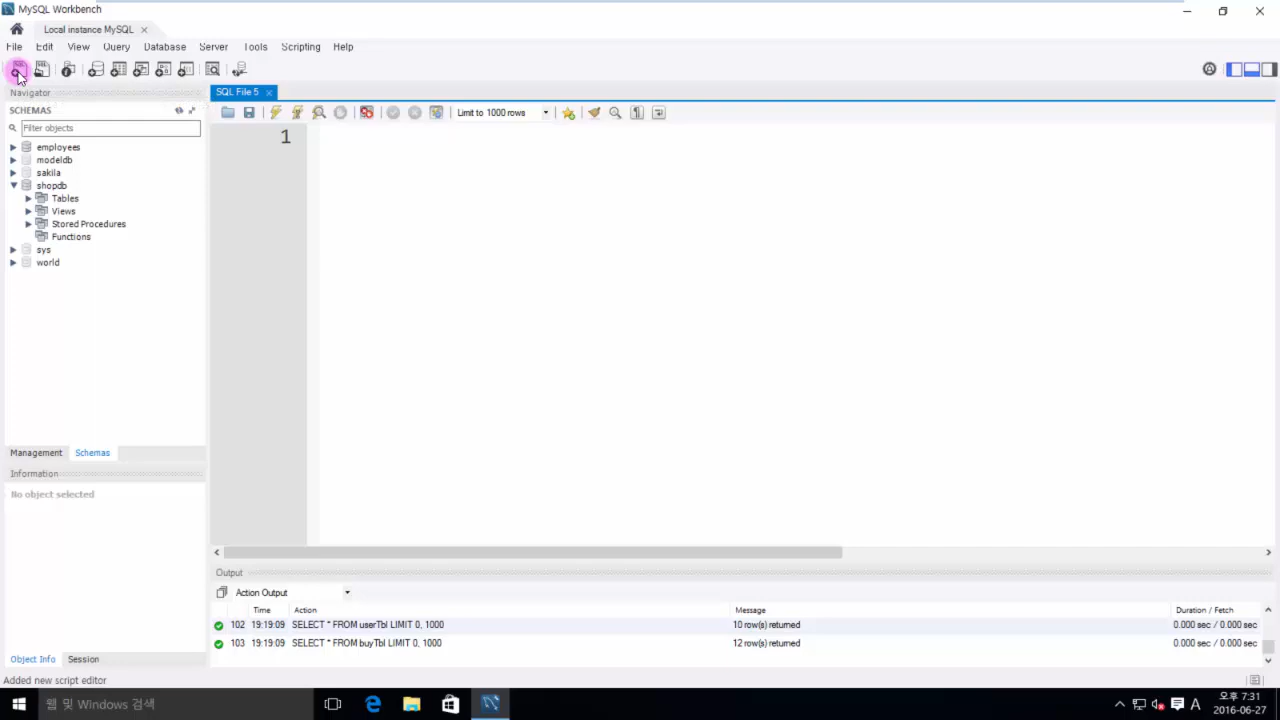 MySQL Workbench
Local instance MySQL
File Edit View Query Database Server Tools Scripting Help
Navigator
SCHEMAS
Filter objects
employees
modeldb
sakila
shopdb
Tables
Views
Stored Procedures
Functions
sys
world
Management Schemas
Information
No object selected
Object Info Session
SQL File 5
Limit to 1000 rows
1
Output
Action Output
Time Action Message Duration / Fetch
102 19:19:09 SELECT * FROM userTbl LIMIT 0, 1000 10 row(s) returned 0.000 sec / 0.000 sec
103 19:19:09 SELECT * FROM buyTbl LIMIT 0, 1000 12 row(s) returned 0.000 sec / 0.000 sec
Added new script editor
웹 및 Windows 검색
A
오후 7:31
2016-06-27